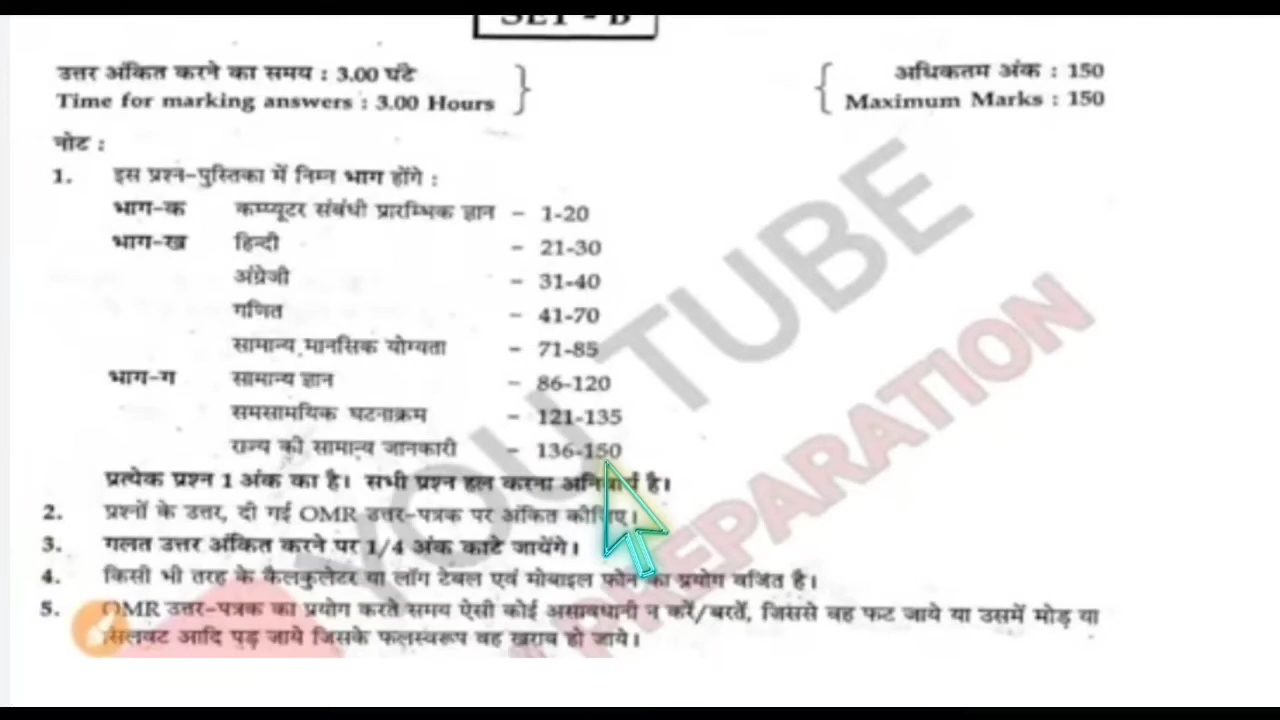 SET - B
उत्तर अंकित करने का समय : 3.00 घंटे
अधिकतम अंक : 150
Time for marking answers : 3.00 Hours
Maximum Marks : 150
नोट :
1. इस प्रश्न-पुस्तिका में निम्न भाग होंगे :
भाग-क कम्प्यूटर संबंधी प्रारम्भिक ज्ञान – 1-20
भाग-ख हिन्दी – 21-30
अंग्रेजी – 31-40
गणित – 41-70
सामान्य मानसिक योग्यता – 71-85
भाग-ग सामान्य ज्ञान – 86-120
समसामयिक घटनाक्रम – 121-135
राज्य की सामान्य जानकारी – 136-150
प्रत्येक प्रश्न 1 अंक का है। सभी प्रश्न हल करना अनिवार्य है।
2. प्रश्नों के उत्तर, दी गई OMR उत्तर-पत्रक पर अंकित कीजिए।
3. गलत उत्तर अंकित करने पर 1/4 अंक काटे जायेंगे।
4. किसी भी तरह के कैलकुलेटर या लॉग टेबल एवं मोबाइल फोन का प्रयोग वर्जित है।
5. OMR उत्तर-पत्रक का प्रयोग करते समय ऐसी कोई असावधानी न करें/बरतें, जिससे वह फट जाये या उसमें मोड़ या
सिलवट आदि पड़ जाये जिसके फलस्वरूप वह खराब हो जाये।
YOU TUBE
PREPARATION